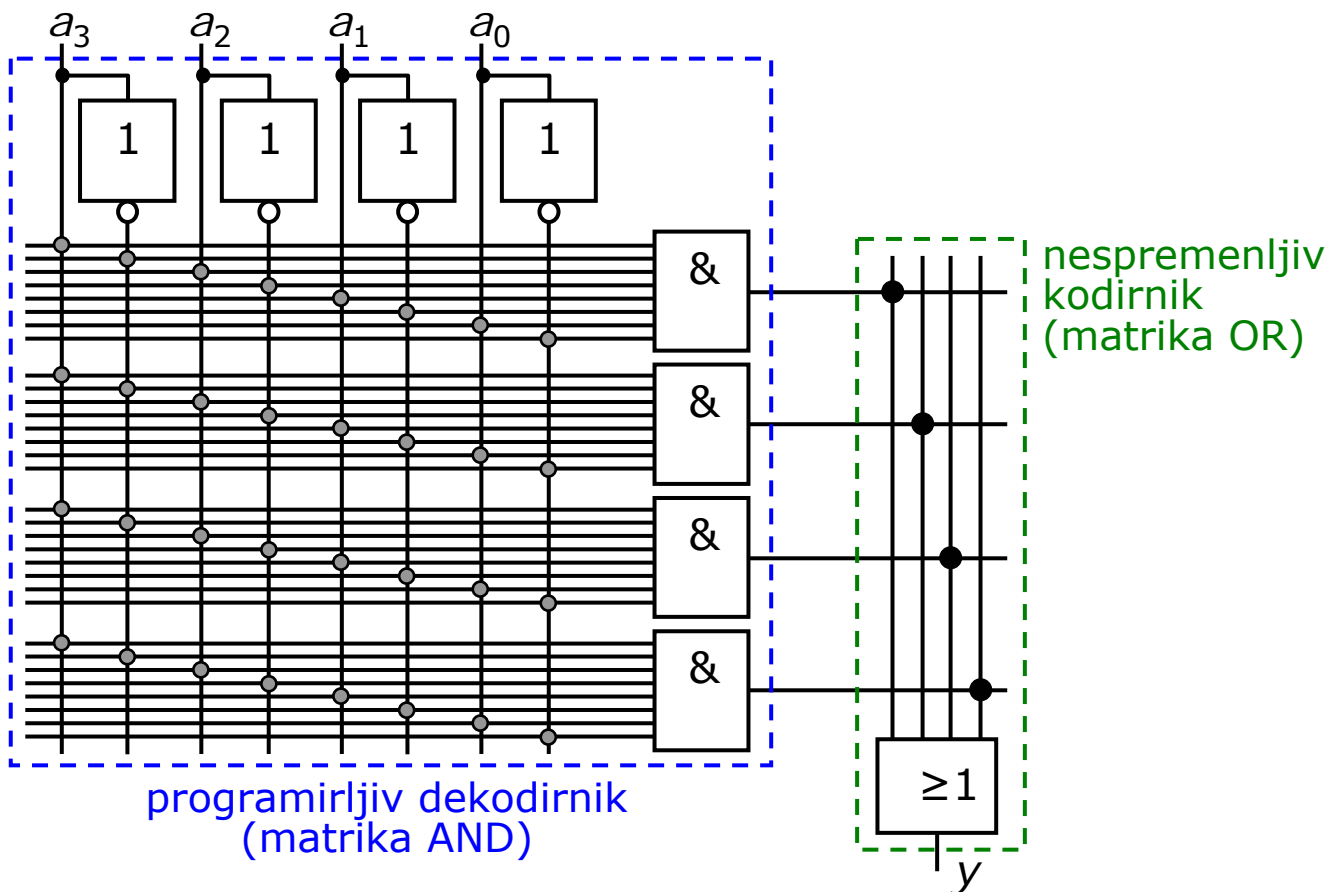 a3 a2 a1 a0
1 1 1 1
&
&
&
&
nespremenljiv
kodirnik
(matrika OR)
≥1
y
programirljiv dekodirnik
(matrika AND)